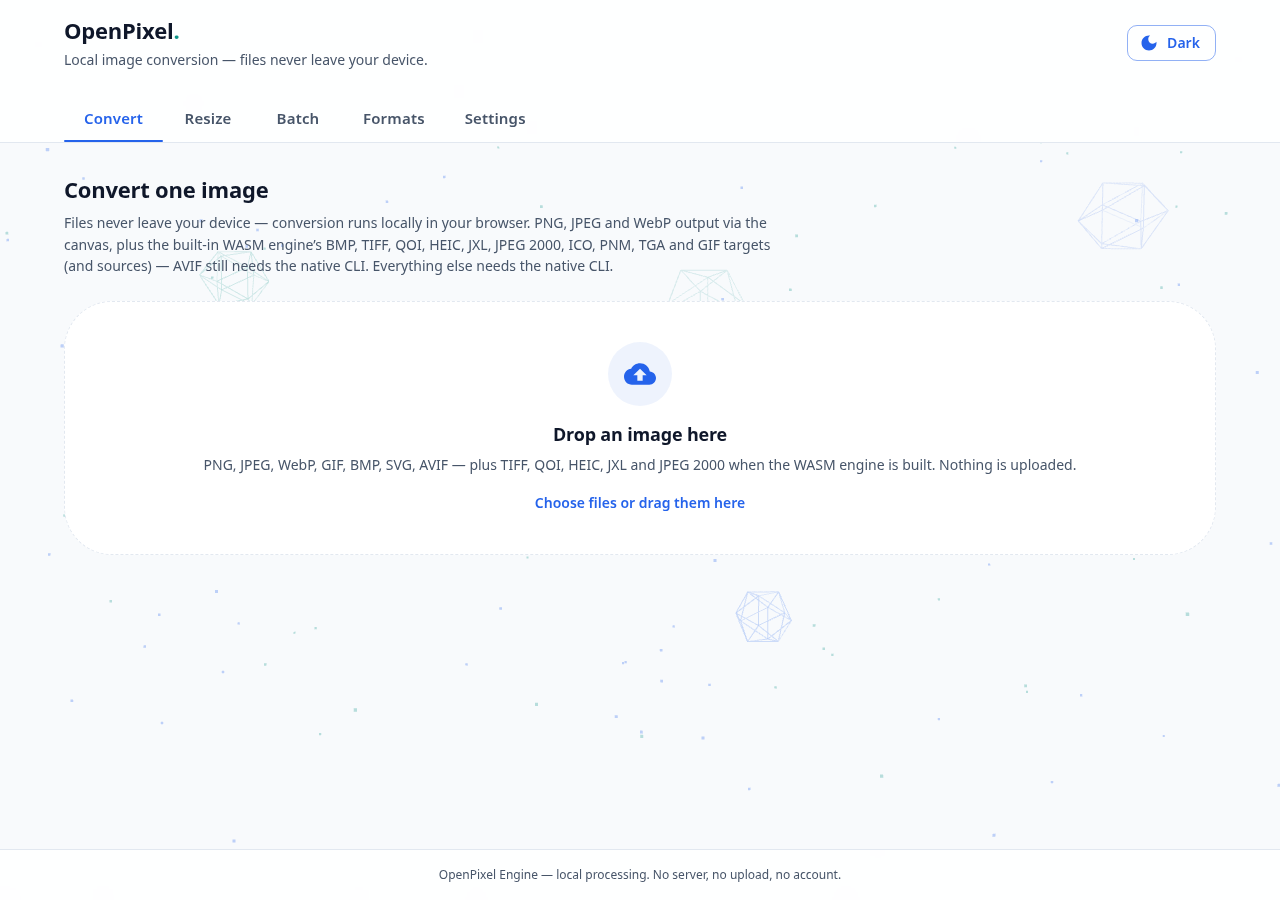 OpenPixel.
Local image conversion — files never leave your device.
Dark
Convert
Resize
Batch
Formats
Settings
Convert one image
Files never leave your device — conversion runs locally in your browser. PNG, JPEG and WebP output via the
canvas, plus the built-in WASM engine’s BMP, TIFF, QOI, HEIC, JXL, JPEG 2000, ICO, PNM, TGA and GIF targets
(and sources) — AVIF still needs the native CLI. Everything else needs the native CLI.
Drop an image here
PNG, JPEG, WebP, GIF, BMP, SVG, AVIF — plus TIFF, QOI, HEIC, JXL and JPEG 2000 when the WASM engine is built. Nothing is uploaded.
Choose files or drag them here
OpenPixel Engine — local processing. No server, no upload, no account.